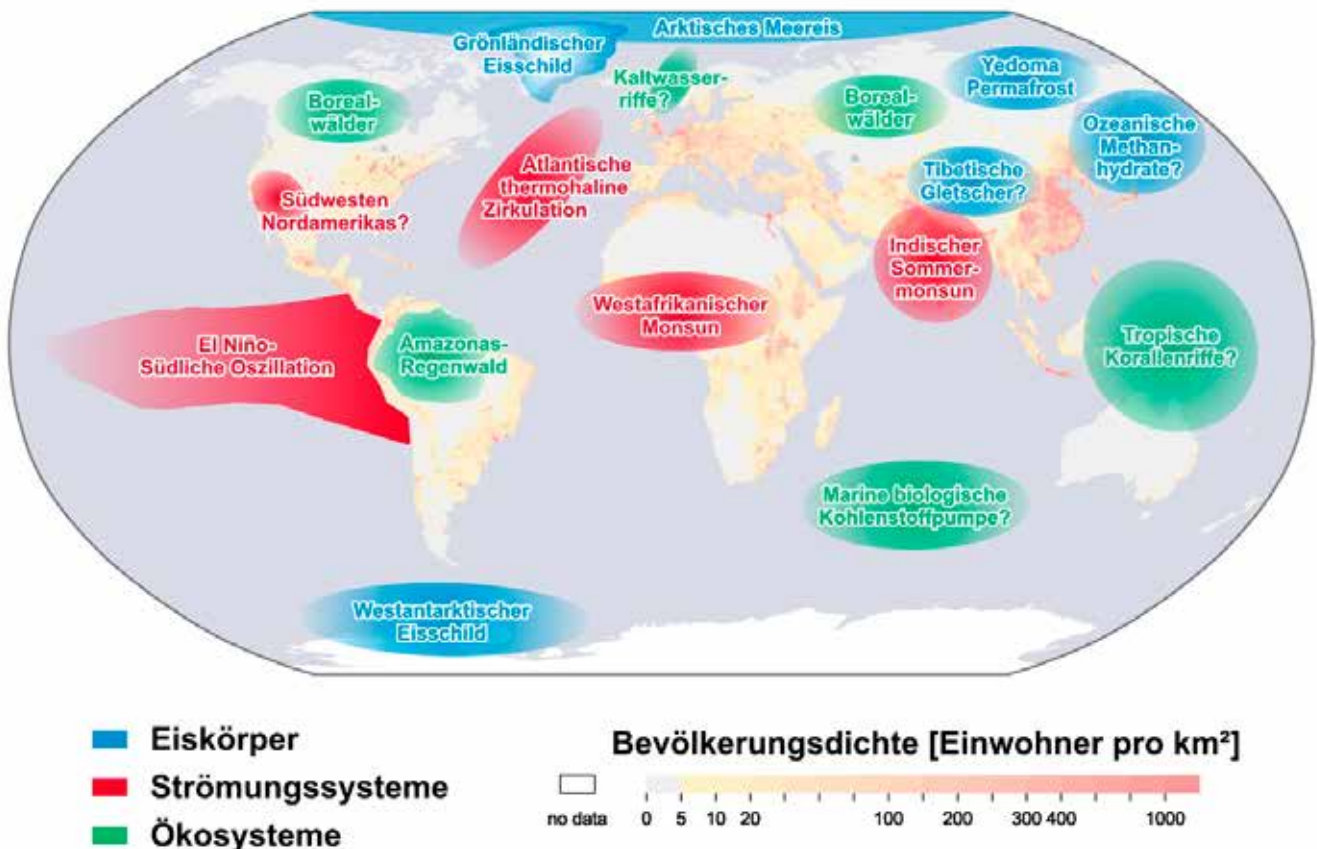 Arktisches Meereis
Grönländischer
Eisschild
Kaltwasser-
riffe?
Yedoma
Permafrost
Boreal-
wälder
Boreal-
wälder
Ozeanische
Methan-
hydrate?
Atlantische
thermohaline
Zirkulation
Tibetische
Gletscher?
Südwesten
Nordamerikas?
Indischer
Sommer-
monsun
Westafrikanischer
Monsun
El Niño-
Südliche Oszillation
Amazonas-
Regenwald
Tropische
Korallenriffe?
Marine biologische
Kohlenstoffpumpe?
Westantarktischer
Eisschild
Eiskörper
Strömungssysteme
Ökosysteme
Bevölkerungsdichte [Einwohner pro km²]
no data 0 5 10 20 100 200 300 400 1000